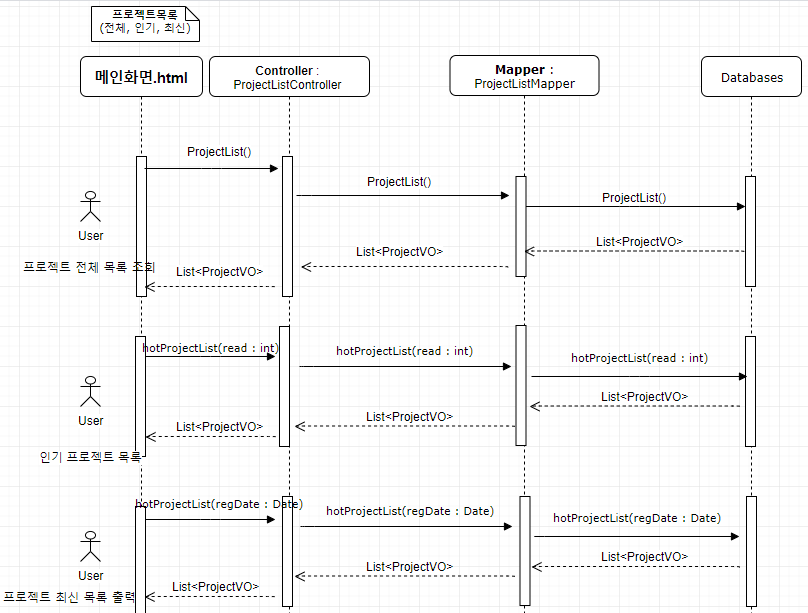 프로젝트목록
(전체, 인기, 최신)
메인화면.html
Controller :
ProjectListController
Mapper :
ProjectListMapper
Databases
ProjectList()
ProjectList()
ProjectList()
User
List<ProjectVO>
List<ProjectVO>
List<ProjectVO>
프로젝트 전체 목록 조회
hotProjectList(read : int)
hotProjectList(read : int)
hotProjectList(read : int)
List<ProjectVO>
List<ProjectVO>
List<ProjectVO>
User
인기 프로젝트 목록
hotProjectList(regDate : Date)
hotProjectList(regDate : Date)
hotProjectList(regDate : Date)
List<ProjectVO>
List<ProjectVO>
List<ProjectVO>
User
프로젝트 최신 목록 출력